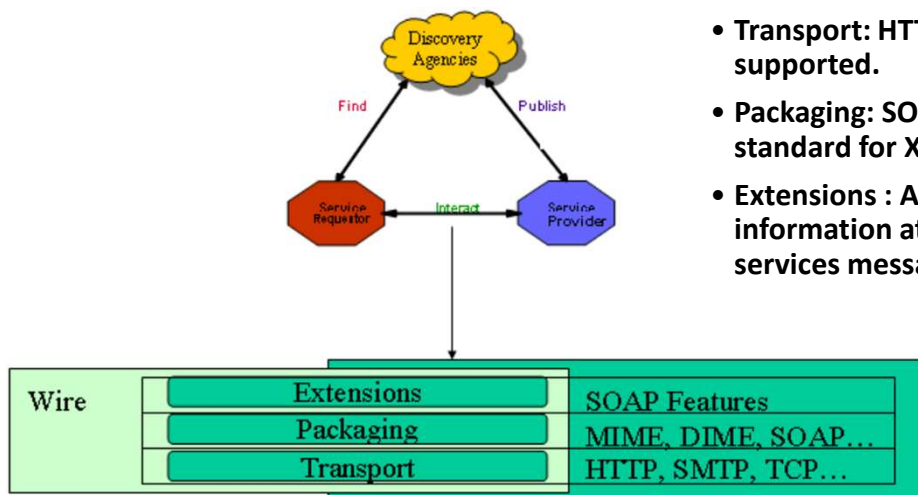 Discovery
Agencies
Find
Publish
Service
Requestor
Interact
Service
Provider
• Transport: HT
supported.
• Packaging: SO
standard for X
• Extensions : A
information at
services messa
Wire
Extensions
SOAP Features
Packaging
MIME, DIME, SOAP…
Transport
HTTP, SMTP, TCP…